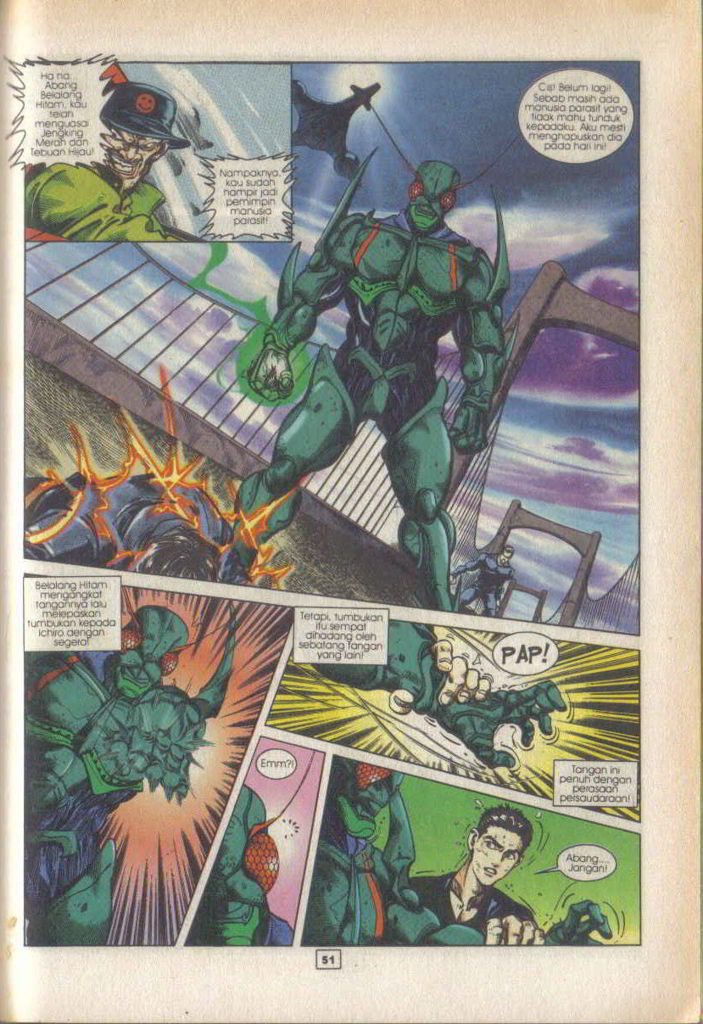 Ha ha...
Abang
Belalang
Hitam, kau
telah
menguasai
Jengking
Merah dan
Tebuan Hijau!
Nampaknya,
kau sudah
hampir jadi
pemimpin
manusia
parasit!
Cis! Belum lagi!
Sebab masih ada
manusia parasit yang
tidak mahu tunduk
kepadaku. Aku mesti
menghapuskan dia
pada hari ini!
Belalang Hitam
mengangkat
tangannya lalu
melepaskan
tumbukan kepada
Ichiro dengan
segera!
Tetapi, tumbukan
itu sempat
dihadang oleh
sebatang tangan
yang lain!
PAP!
Tangan ini
penuh dengan
perasaan
persaudaraan!
Emm?!
Abang....
Jangan!
51